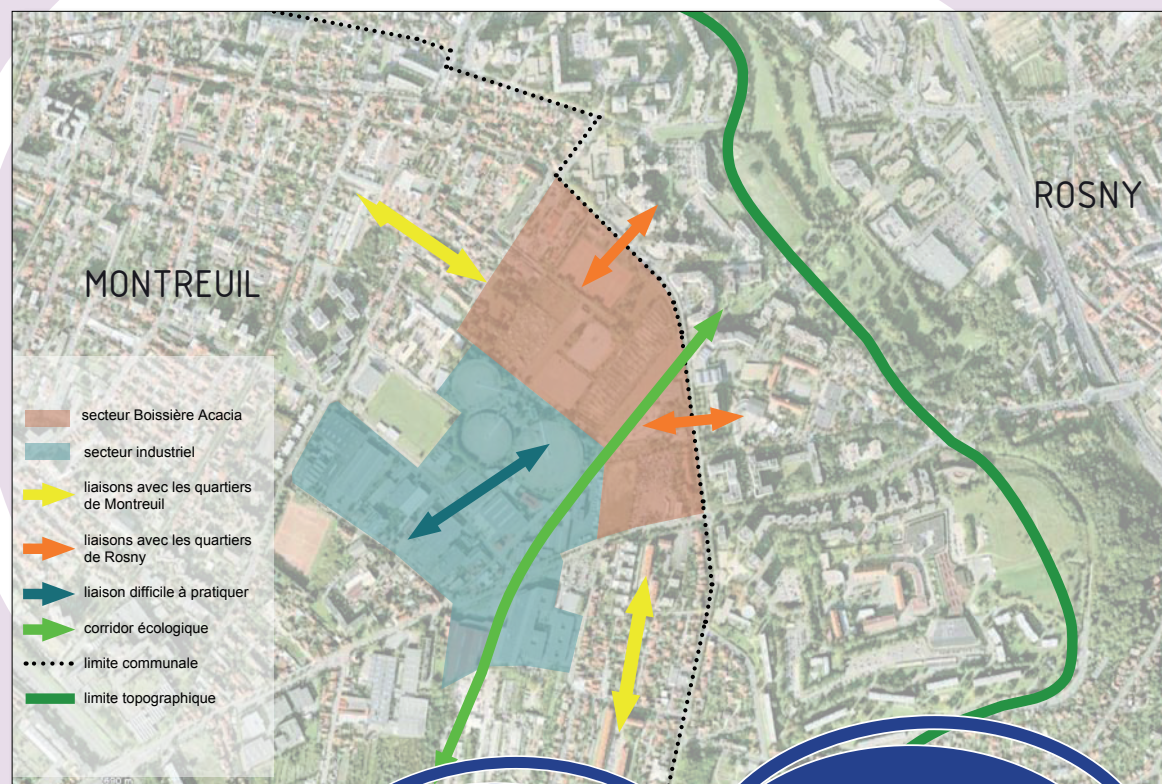 ROSNY
MONTREUIL
secteur Boissière Acacia
secteur industriel
liaisons avec les quartiers
de Montreuil
liaisons avec les quartiers
de Rosny
liaison difficile à pratiquer
corridor écologique
limite communale
limite topographique